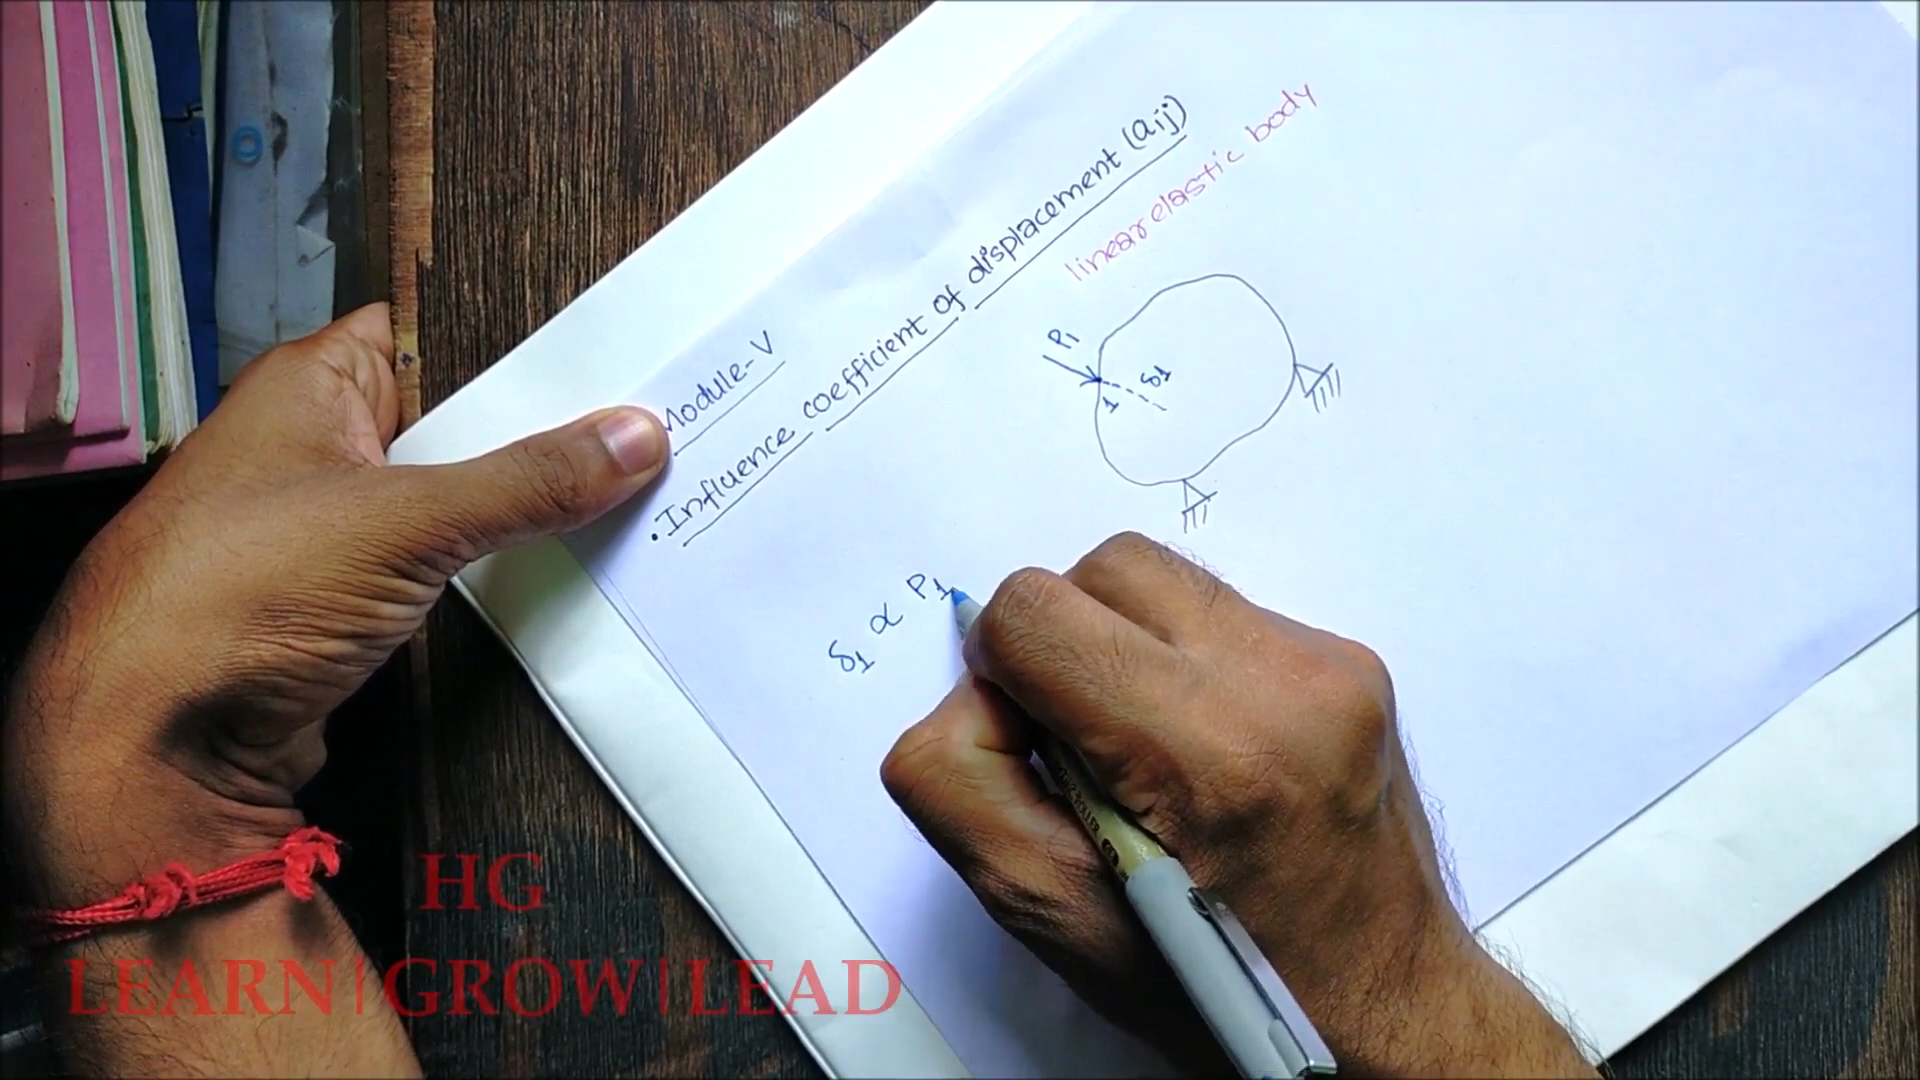 Module-V
.Influence coefficient of displacement (aij)
linear elastic body
P1
δ1
1
δ1 ∝ P1
HG
LEARN|GROW|LEAD